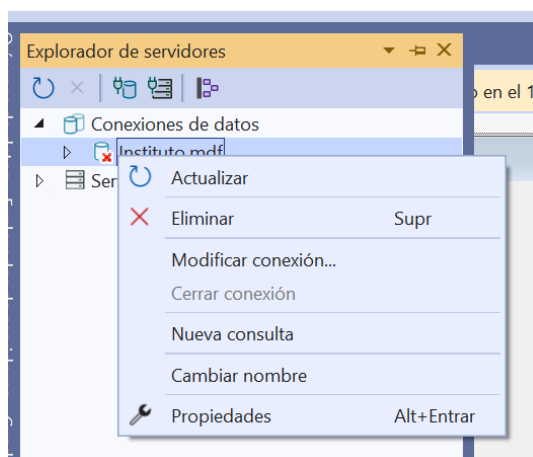 Explorador de servidores
en el 1
Conexiones de datos
Instituto.mdf
Ser
Actualizar
Eliminar Supr
Modificar conexión...
Cerrar conexión
Nueva consulta
Cambiar nombre
Propiedades Alt+Entrar